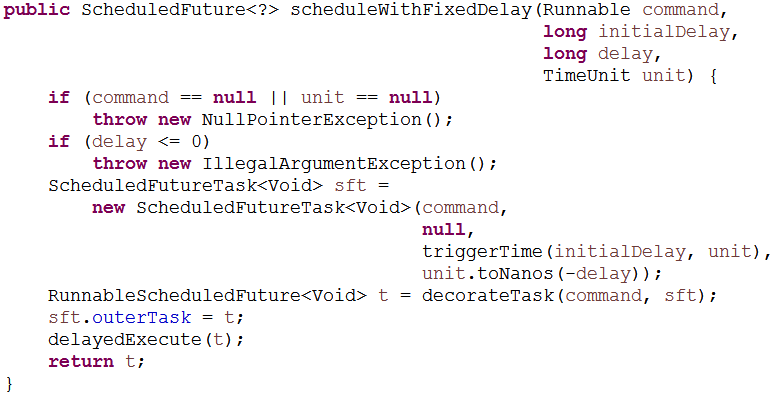 public ScheduledFuture<?> scheduleWithFixedDelay(Runnable command,
                                                 long initialDelay,
                                                 long delay,
                                                 TimeUnit unit) {
    if (command == null || unit == null)
        throw new NullPointerException();
    if (delay <= 0)
        throw new IllegalArgumentException();
    ScheduledFutureTask<Void> sft =
        new ScheduledFutureTask<Void>(command,
                                      null,
                                      triggerTime(initialDelay, unit),
                                      unit.toNanos(-delay));
    RunnableScheduledFuture<Void> t = decorateTask(command, sft);
    sft.outerTask = t;
    delayedExecute(t);
    return t;
}